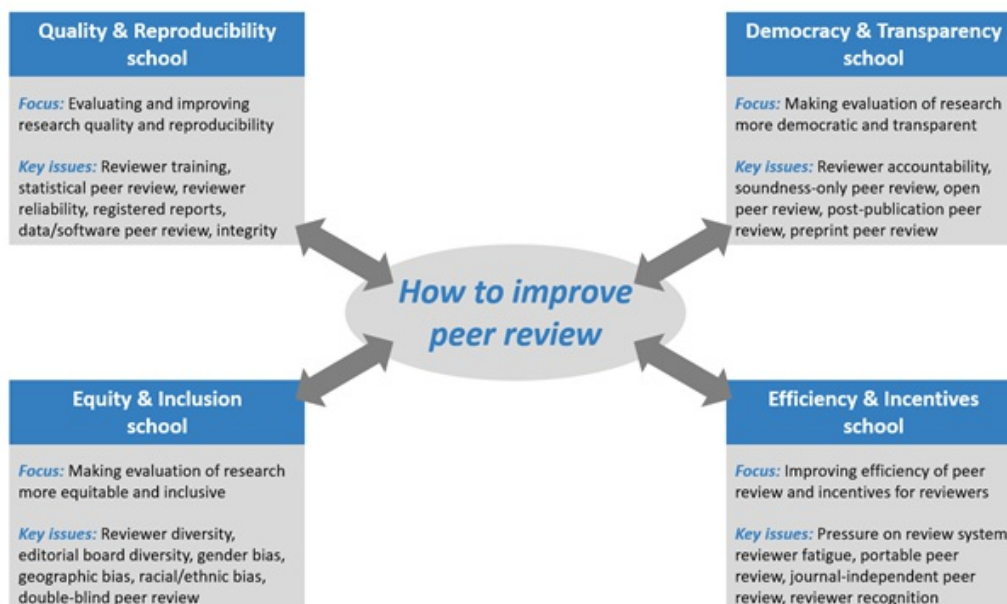 Quality & Reproducibility
school
Focus: Evaluating and improving
research quality and reproducibility
Key issues: Reviewer training,
statistical peer review, reviewer
reliability, registered reports,
data/software peer review, integrity
Democracy & Transparency
school
Focus: Making evaluation of research
more democratic and transparent
Key issues: Reviewer accountability,
soundness-only peer review, open
peer review, post-publication peer
review, preprint peer review
How to improve
peer review
Equity & Inclusion
school
Focus: Making evaluation of research
more equitable and inclusive
Key issues: Reviewer diversity,
editorial board diversity, gender bias,
geographic bias, racial/ethnic bias,
double-blind peer review
Efficiency & Incentives
school
Focus: Improving efficiency of peer
review and incentives for reviewers
Key issues: Pressure on review system
reviewer fatigue, portable peer
review, journal-independent peer
review, reviewer recognition